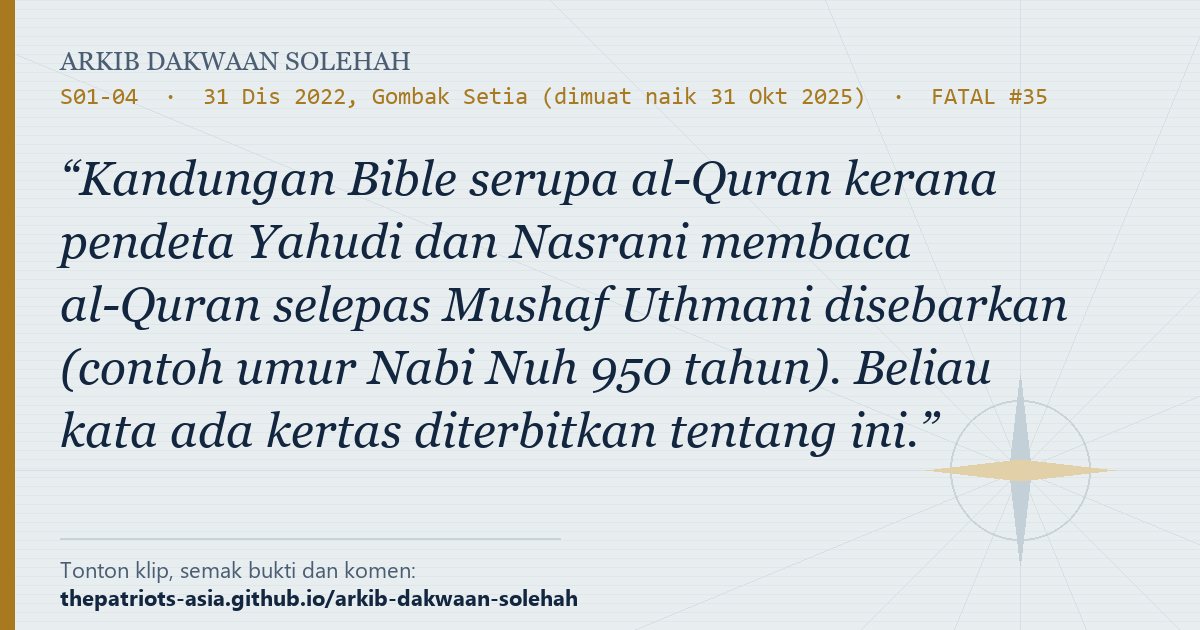 ARKIB DAKWAAN SOLEHAH
S01-04 · 31 Dis 2022, Gombak Setia (dimuat naik 31 Okt 2025) · FATAL #35
“Kandungan Bible serupa al-Quran kerana
pendeta Yahudi dan Nasrani membaca
al-Quran selepas Mushaf Uthmani disebarkan
(contoh umur Nabi Nuh 950 tahun). Beliau
kata ada kertas diterbitkan tentang ini.”
Tonton klip, semak bukti dan komen:
thepatriots-asia.github.io/arkib-dakwaan-solehah